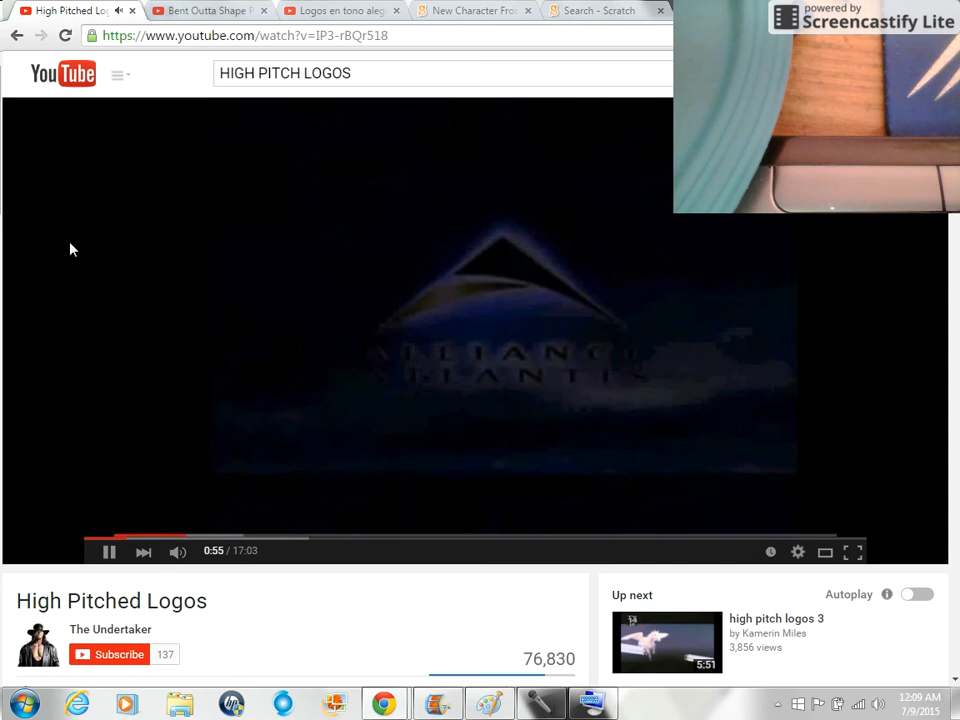 High Pitched Log
Bent Outta Shape P
Logos en tono aleg
New Character Fro
Search - Scratch
powered by
Screencastify Lite
https://www.youtube.com/watch?v=IP3-rBQr518
YouTube
HIGH PITCH LOGOS
ALLIANCE
ATLANTIS
0:55 / 17:03
High Pitched Logos
The Undertaker
Subscribe
137
76,830
Up next
Autoplay
high pitch logos 3
by Kamerin Miles
3,856 views
5:51
12:09 AM
7/9/2015